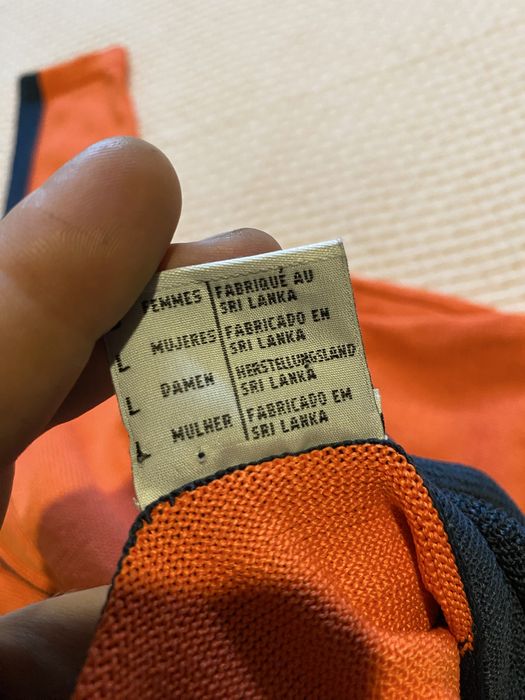 FEMMES FABRIQUÉ AU
SRI LANKA
L MUJERES FABRICADO EN
SRI LANKA
L DAMEN HERSTELLUNGSLAND
SRI LANKA
L MULHER FABRICADO EM
SRI LANKA